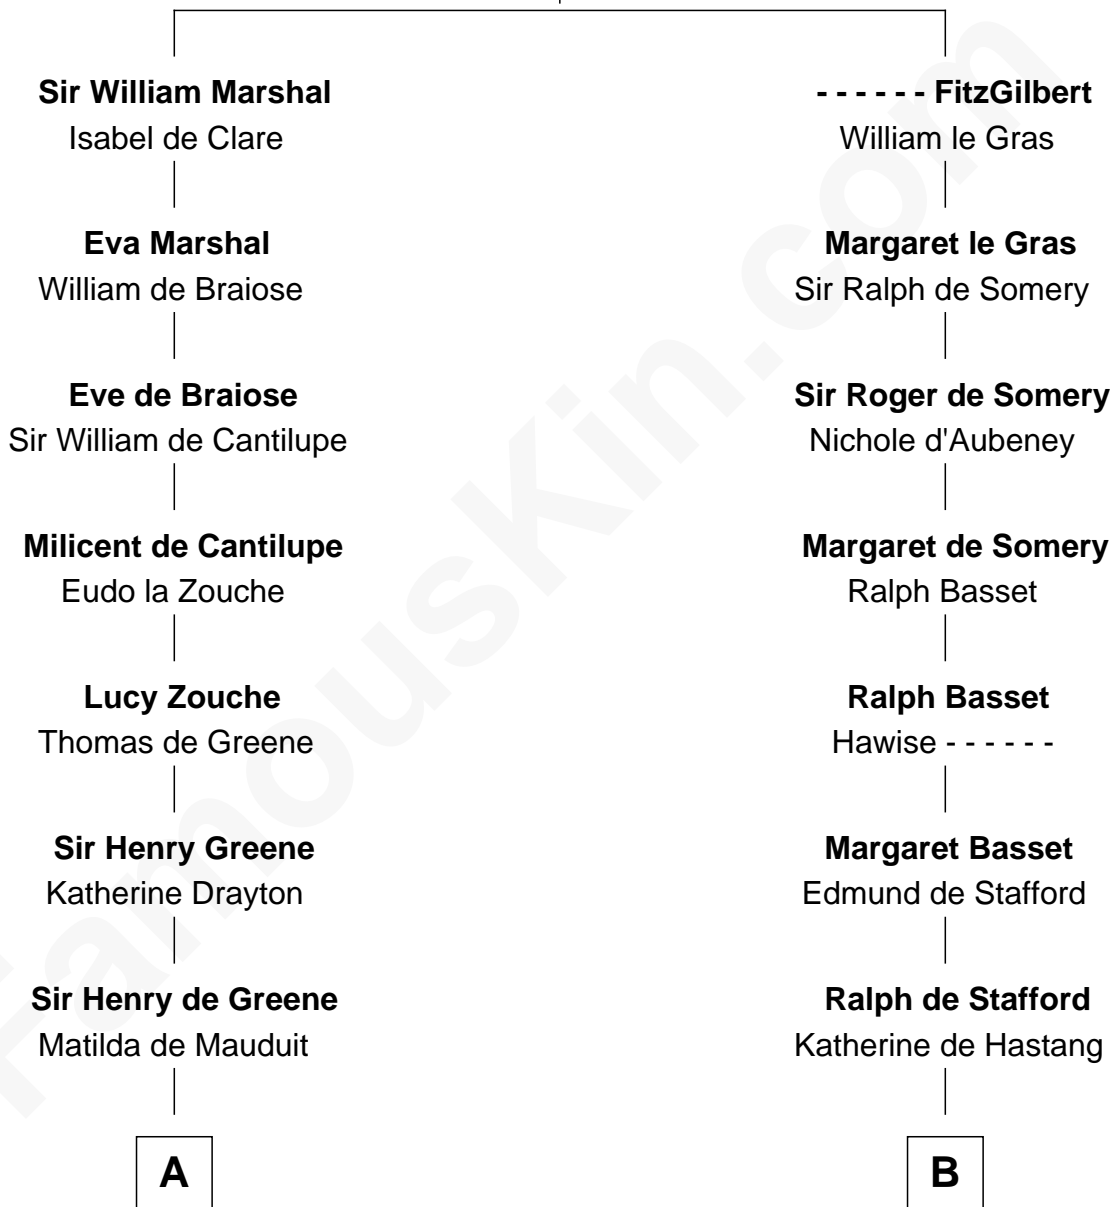 Sir William Marshal
Isabel de Clare
Eva Marshal
William de Braiose
Eve de Braiose
Sir William de Cantilupe
Milicent de Cantilupe
Eudo la Zouche
Lucy Zouche
Thomas de Greene
Sir Henry Greene
Katherine Drayton
Sir Henry de Greene
Matilda de Mauduit
A
- - - - - - FitzGilbert
William le Gras
Margaret le Gras
Sir Ralph de Somery
Sir Roger de Somery
Nichole d'Aubeney
Margaret de Somery
Ralph Basset
Ralph Basset
Hawise - - - - - -
Margaret Basset
Edmund de Stafford
Ralph de Stafford
Katherine de Hastang
B
FamousKin.com